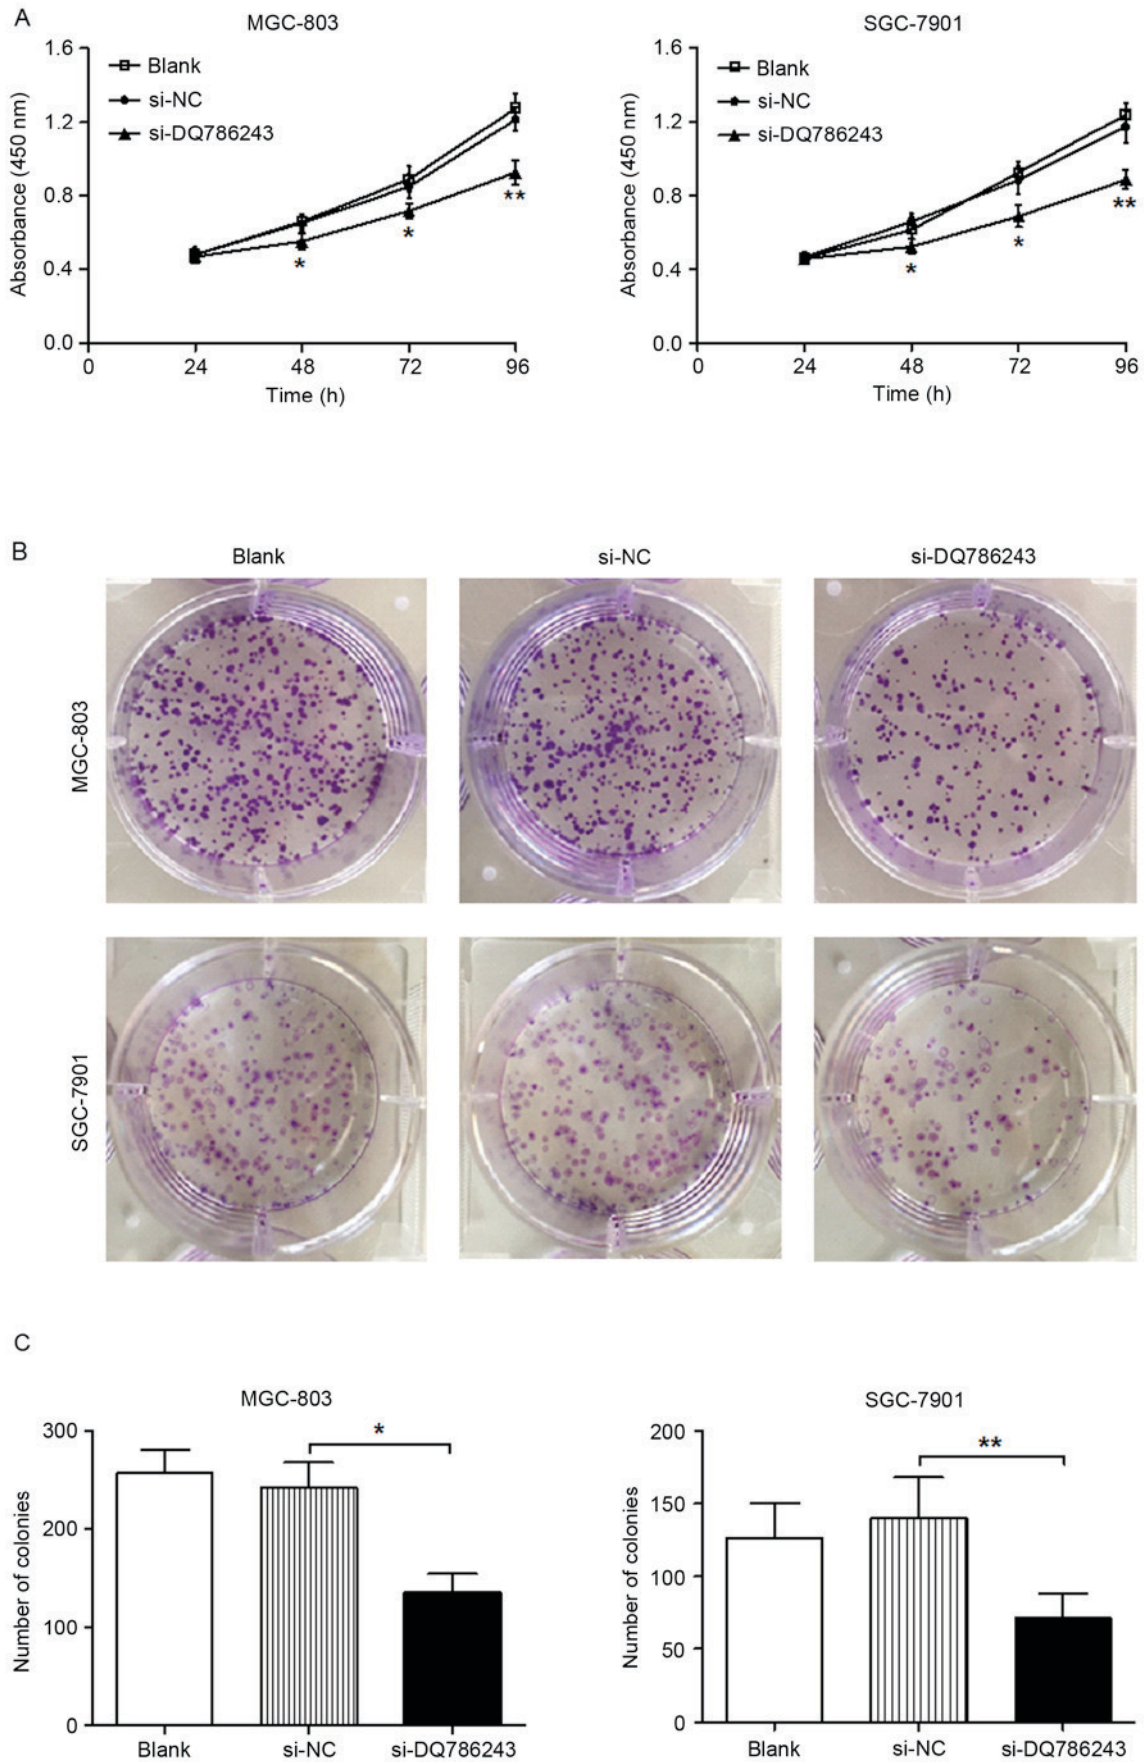 A
MGC-803
SGC-7901
1.6
1.2
0.8
0.4
0.0
Absorbance (450 nm)
Blank
si-NC
si-DQ786243
*
*
**
0
24
48
72
96
Time (h)
1.6
1.2
0.8
0.4
0.0
Absorbance (450 nm)
Blank
si-NC
si-DQ786243
*
*
**
0
24
48
72
96
Time (h)
B
Blank
si-NC
si-DQ786243
MGC-803
SGC-7901
C
MGC-803
300
200
100
0
Number of colonies
*
Blank
si-NC
si-DQ786243
SGC-7901
200
150
100
50
0
Number of colonies
**
Blank
si-NC
si-DQ786243